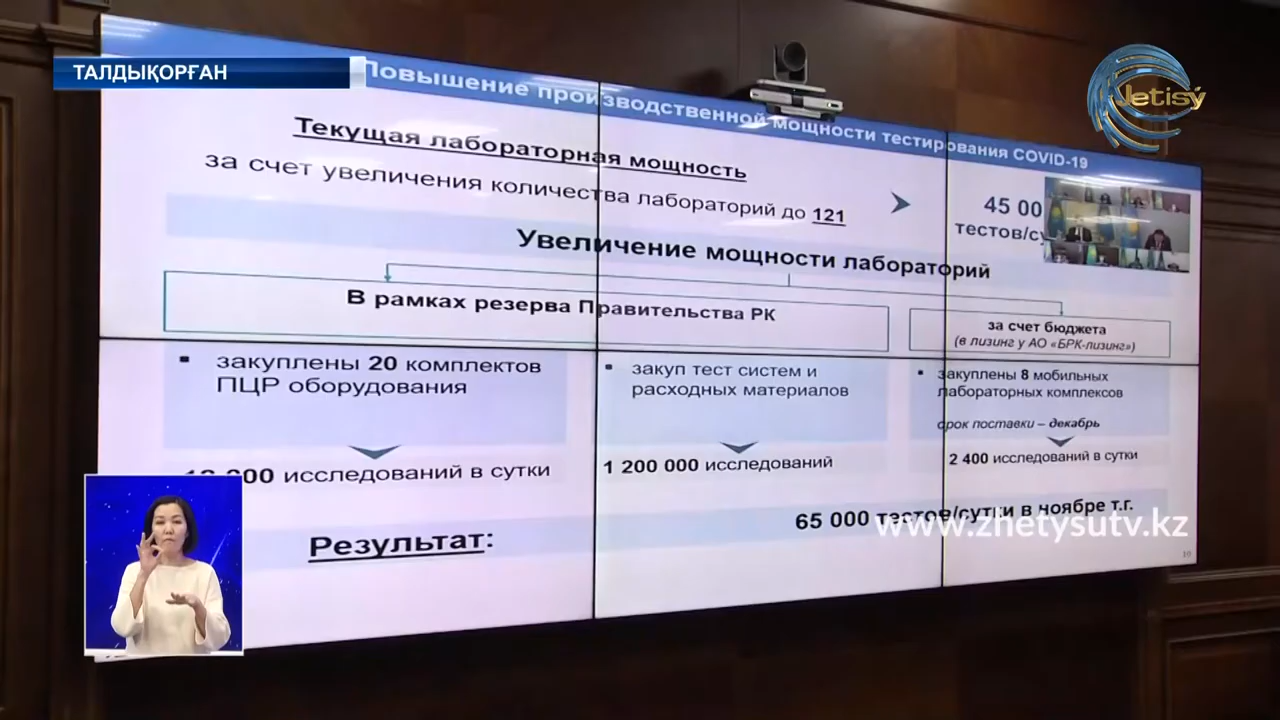 ТАЛДЫҚОРҒАН
Jetisý
Повышение производственной мощности тестирования COVID-19
Текущая лабораторная мощность
за счет увеличения количества лабораторий до 121
45 00
тестов/су
Увеличение мощности лабораторий
В рамках резерва Правительства РК
за счет бюджета
(в лизинг у АО «БРК-лизинг»)
закуплены 20 комплектов
ПЦР оборудования
закуп тест систем и
расходных материалов
закуплены 8 мобильных
лабораторных комплексов
срок поставки – декабрь
исследований в сутки
1 200 000 исследований
2 400 исследований в сутки
Результат:
65 000 тестов/сутки в ноябре т.г.
www.zhetysutv.kz
10